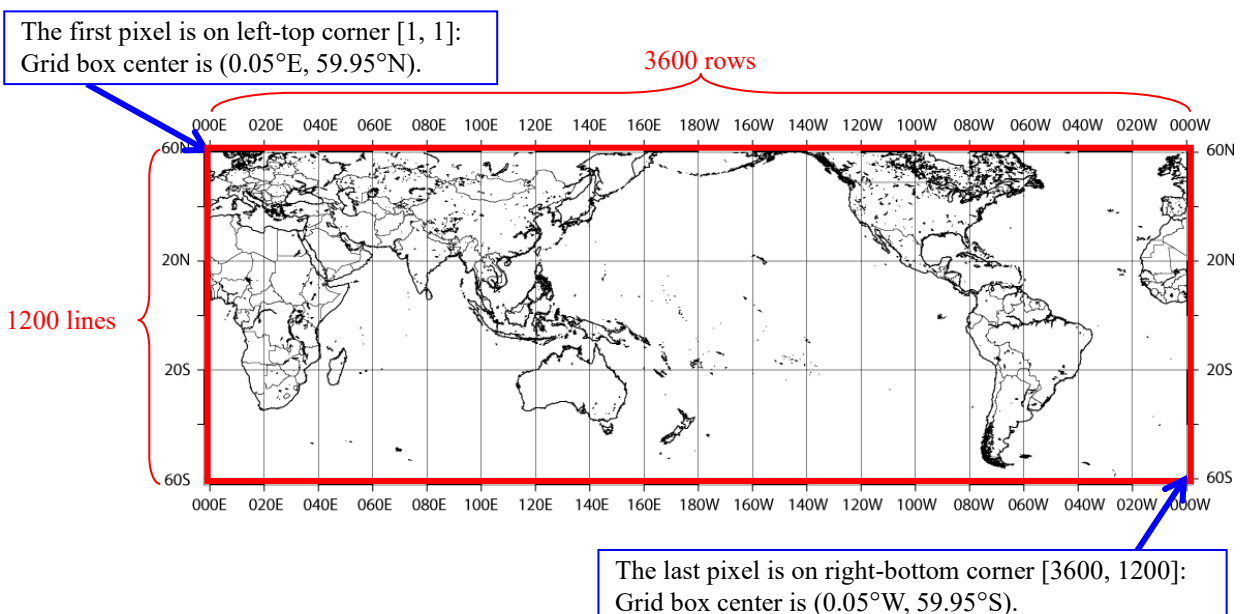 The first pixel is on left-top corner [1, 1]:
Grid box center is (0.05°E, 59.95°N).
3600 rows
000E 020E 040E 060E 080E 100E 120E 140E 160E 180W 160W 140W 120W 100W 080W 060W 040W 020W 000W
60N 60N
20N 20N
1200 lines
20S 20S
60S 60S
000E 020E 040E 060E 080E 100E 120E 140E 160E 180W 160W 140W 120W 100W 080W 060W 040W 020W 000W
The last pixel is on right-bottom corner [3600, 1200]:
Grid box center is (0.05°W, 59.95°S).